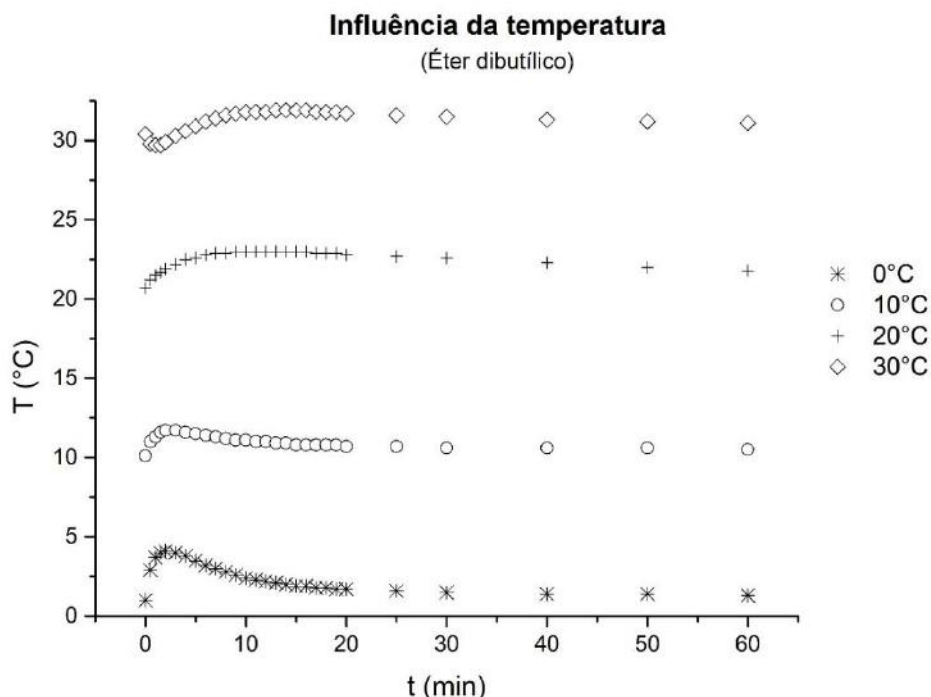 Influência da temperatura
(Éter dibutílico)
30
25
20
15
10
5
0
T (°C)
0 10 20 30 40 50 60
t (min)
0°C
10°C
20°C
30°C